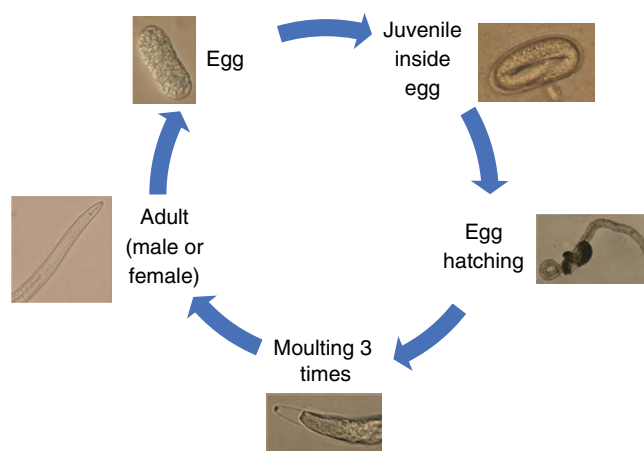 Egg
Juvenile
inside
egg
Egg
hatching
Moulting 3
times
Adult
(male or
female)